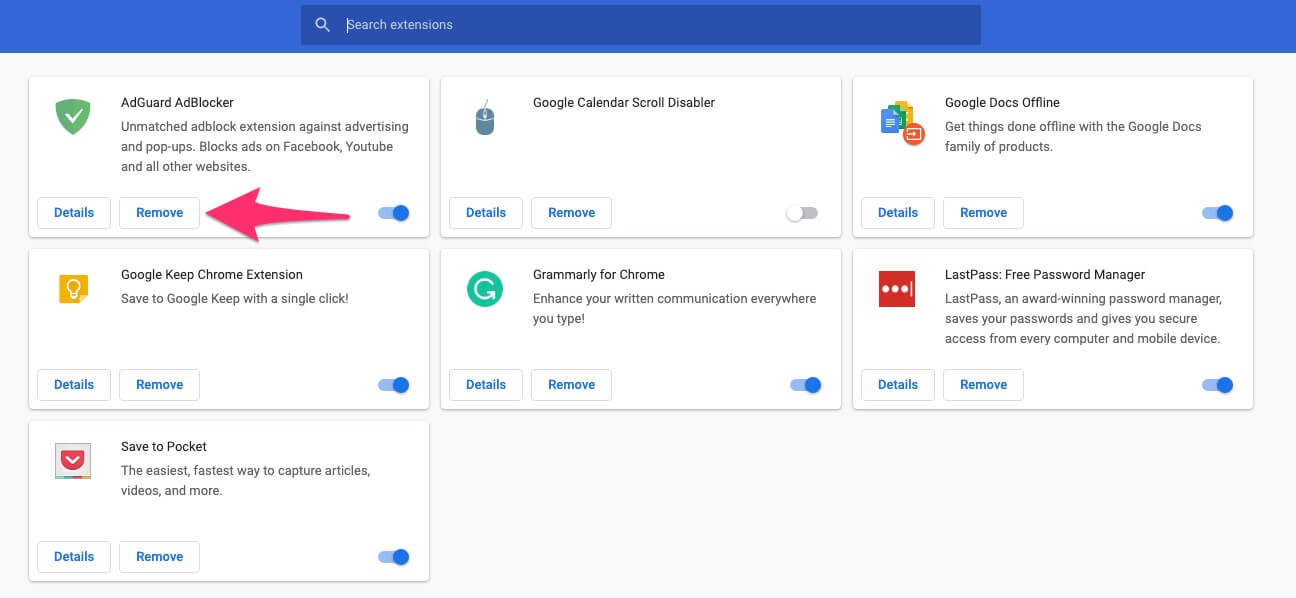 Search extensions
AdGuard AdBlocker
Unmatched adblock extension against advertising
and pop-ups. Blocks ads on Facebook, Youtube
and all other websites.
Details Remove
Google Calendar Scroll Disabler
Details Remove
Google Docs Offline
Get things done offline with the Google Docs
family of products.
Details Remove
Google Keep Chrome Extension
Save to Google Keep with a single click!
Details Remove
Grammarly for Chrome
Enhance your written communication everywhere
you type!
Details Remove
LastPass: Free Password Manager
LastPass, an award-winning password manager,
saves your passwords and gives you secure
access from every computer and mobile device.
Details Remove
Save to Pocket
The easiest, fastest way to capture articles,
videos, and more.
Details Remove